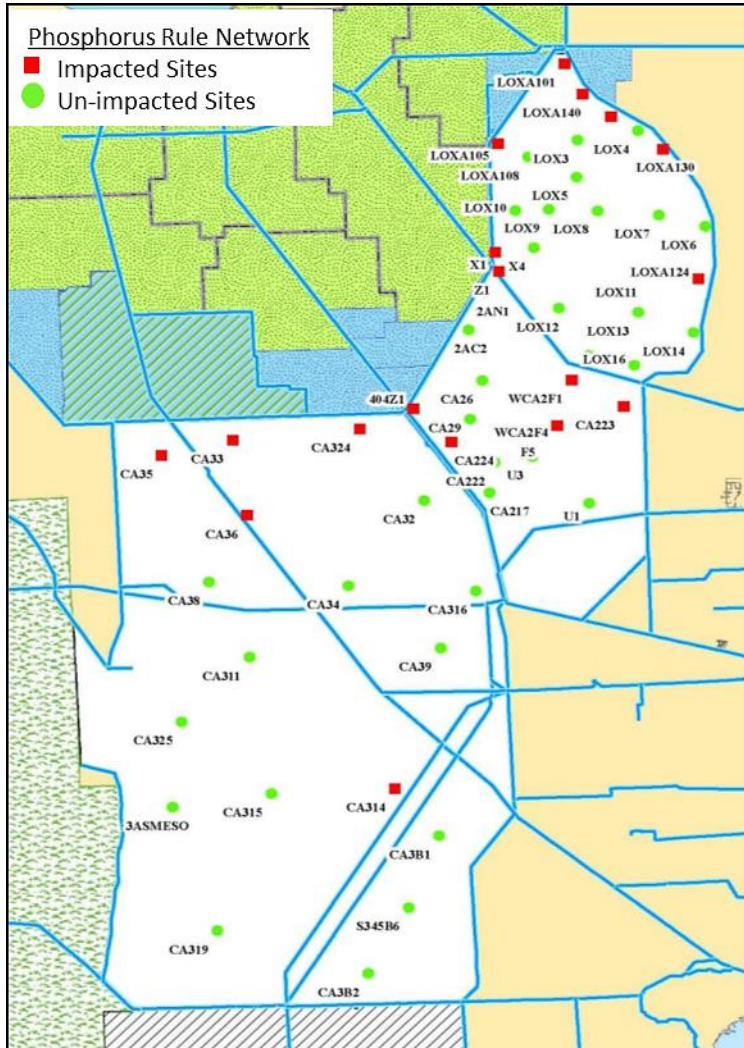 Phosphorus Rule Network
Impacted Sites
Un-impacted Sites
LOXA101
LOXA140
LOXA105
LOX3
LOX4
LOXA130
LOXA108
LOX5
LOX10
LOX9
LOX8
LOX7
LOX6
X1
X4
LOXA124
Z1
LOX11
2AN1
LOX12
LOX13
2AC2
LOX16
LOX14
404Z1
CA26
WCA2F1
CA29
WCA2F4
CA223
CA324
CA33
CA35
CA224
F5
U3
CA222
CA32
CA217
U1
CA36
CA38
CA34
CA316
CA39
CA311
CA325
3ASMESO
CA315
CA314
CA3B1
S345B6
CA319
CA3B2